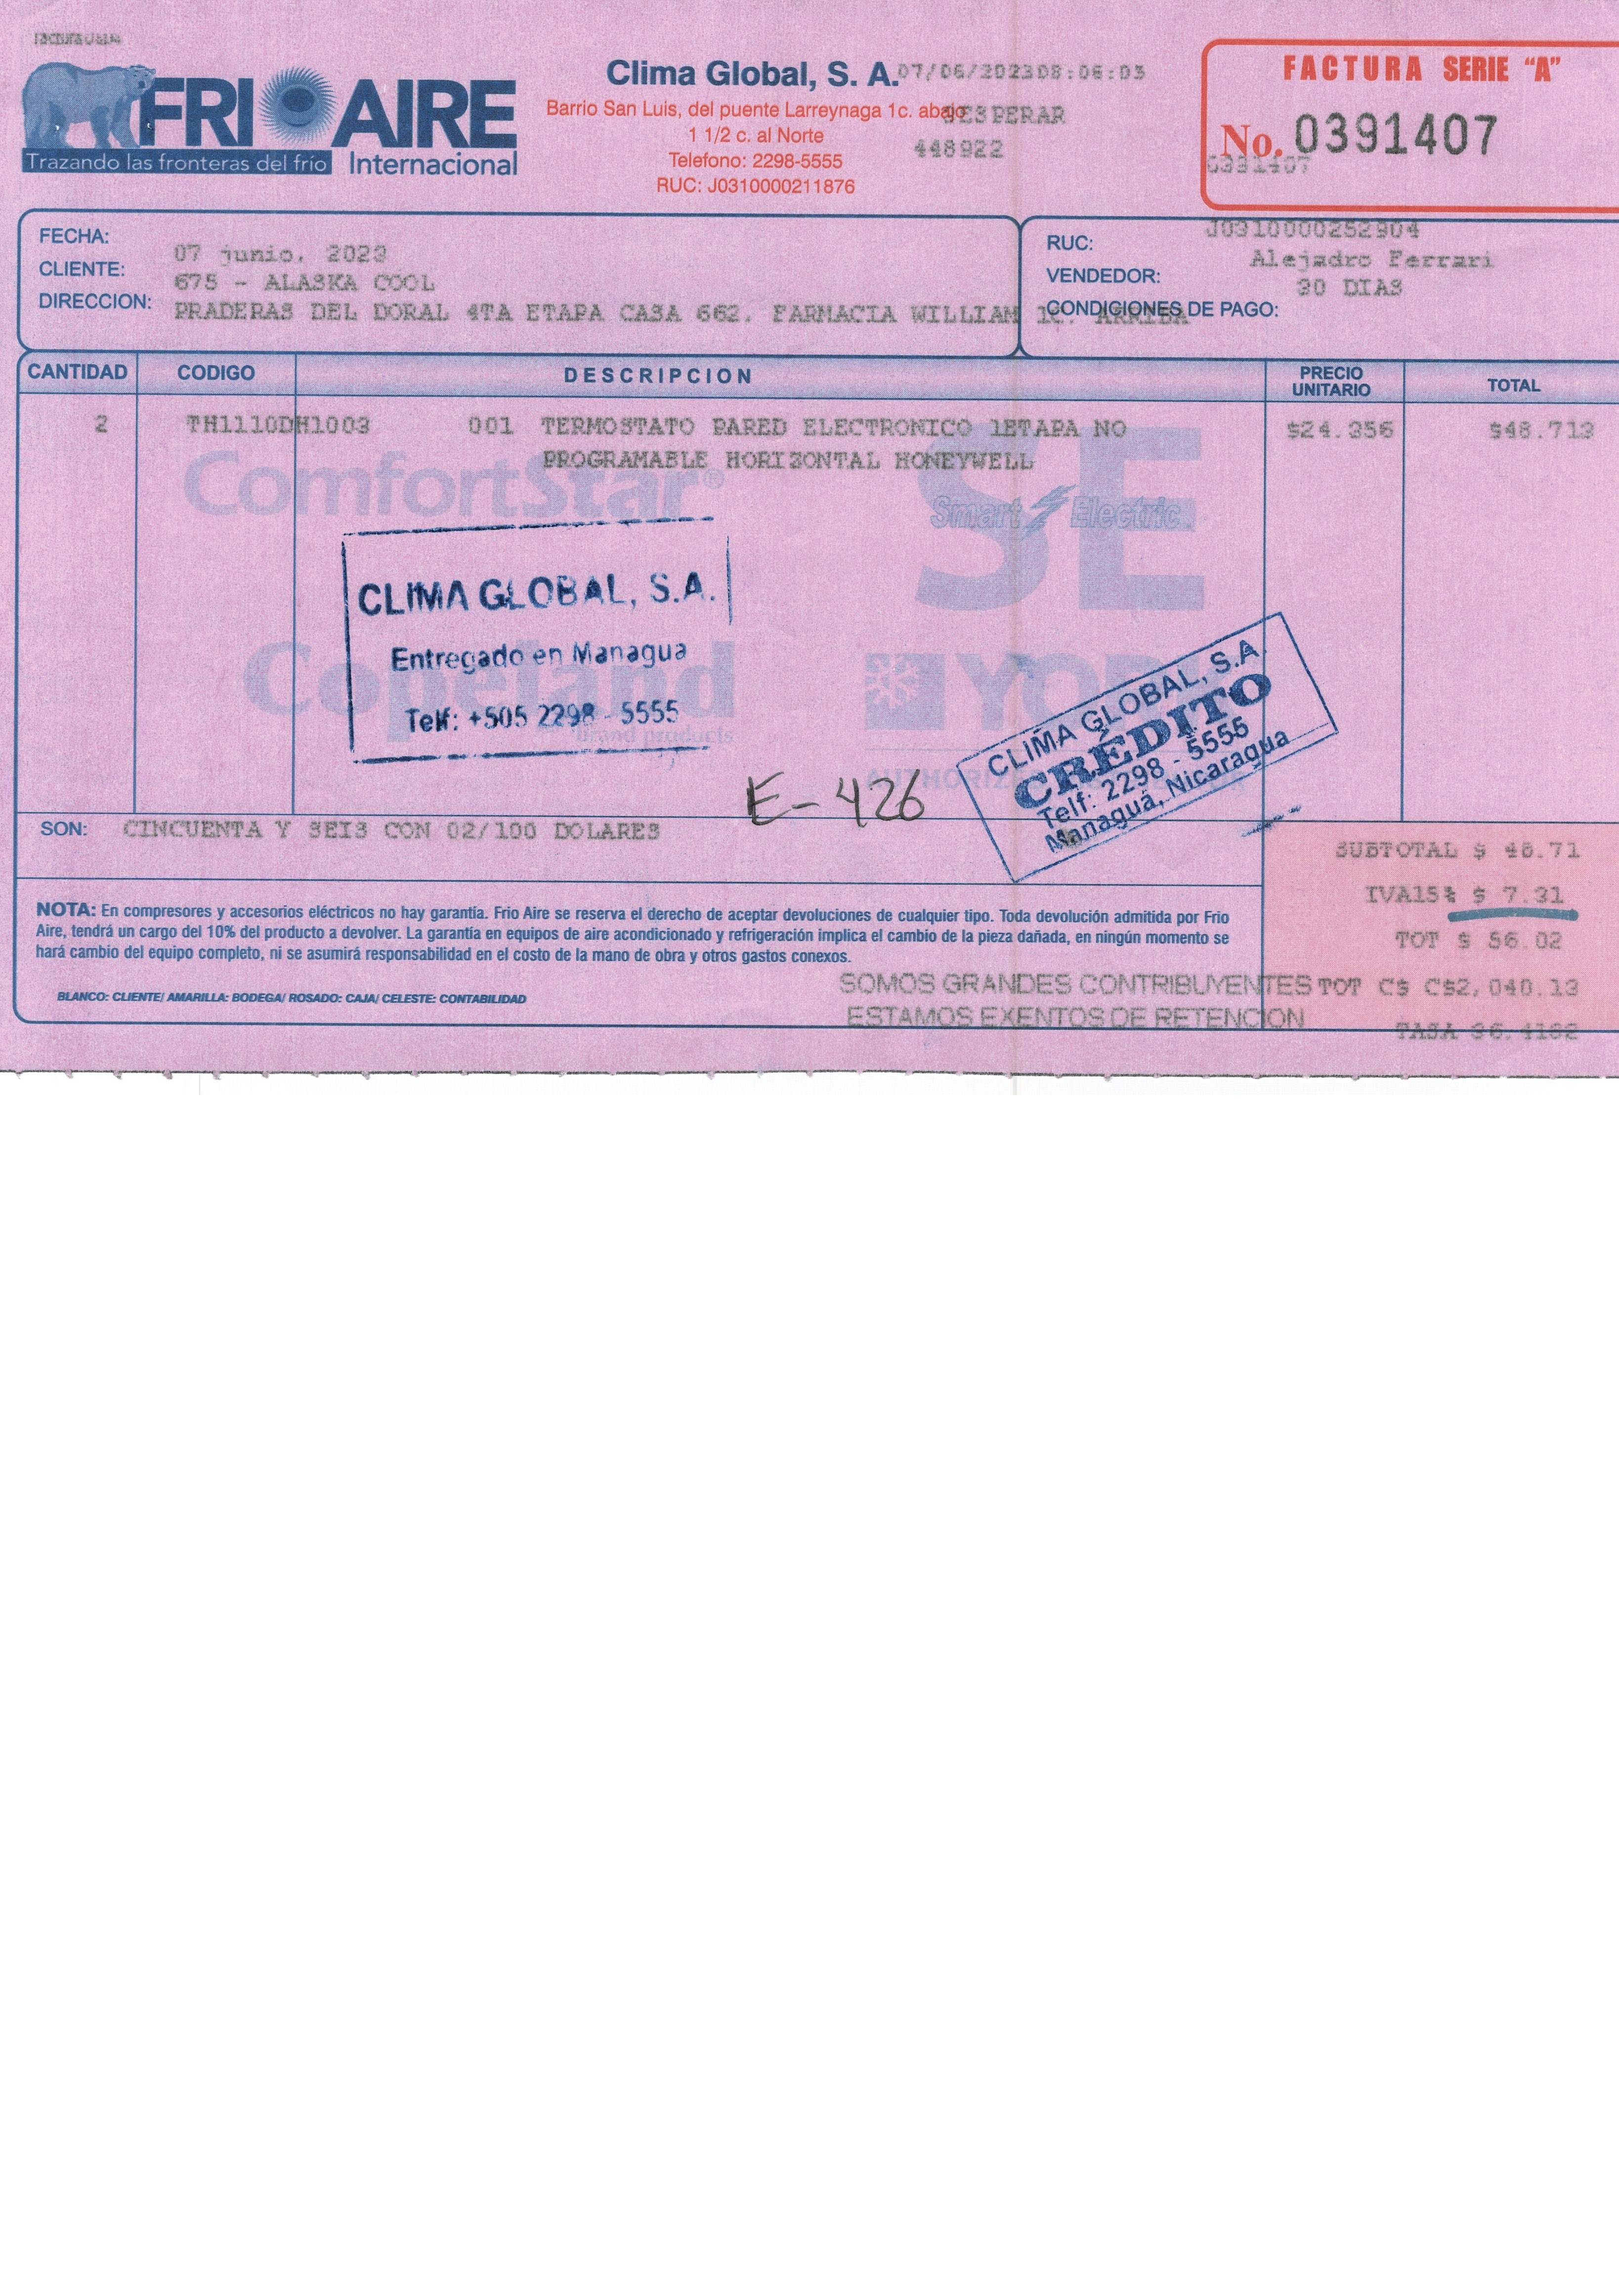 FRIOAIRE
Trazando las fronteras del frío Internacional
Clima Global, S. A.
07/06/2023 08:06:03
Barrio San Luis, del puente Larreynaga 1c. abajo
1 1/2 c. al Norte
448922
Telefono: 2298-5555
RUC: J0310000211876
FACTURA SERIE "A"
No. 0391407
0391407
FECHA: 07 junio, 2023
CLIENTE: 675 - ALASKA COOL
DIRECCION: PRADERAS DEL DORAL 4TA ETAPA CASA 662. FARMACIA WILLIAM 1C. ARRIBA
RUC: J0310000252904
VENDEDOR: Alejadro Ferrari
CONDICIONES DE PAGO: 30 DIAS
CANTIDAD CODIGO DESCRIPCION PRECIO UNITARIO TOTAL
2 TH1110DH1003 001 TERMOSTATO PARED ELECTRONICO 1ETAPA NO $24.356 $48.713
PROGRAMABLE HORIZONTAL HONEYWELL
ComfortStar®
SE
Smart Electric
CLIMA GLOBAL, S.A.
Entregado en Managua
Telf: +505 2298 - 5555
Copeland
brand products
YORK
CLIMA GLOBAL, S.A.
CRÉDITO
Telf: 2298 - 5555
Managua, Nicaragua
E-426
SON: CINCUENTA Y SEIS CON 02/100 DOLARES
SUBTOTAL $ 48.71
IVA15% $ 7.31
TOT $ 56.02
TOT C$ C$2,040.13
TASA 36.4182
NOTA: En compresores y accesorios eléctricos no hay garantía. Frio Aire se reserva el derecho de aceptar devoluciones de cualquier tipo. Toda devolución admitida por Frio
Aire, tendrá un cargo del 10% del producto a devolver. La garantía en equipos de aire acondicionado y refrigeración implica el cambio de la pieza dañada, en ningún momento se
hará cambio del equipo completo, ni se asumirá responsabilidad en el costo de la mano de obra y otros gastos conexos.
BLANCO: CLIENTE/ AMARILLA: BODEGA/ ROSADO: CAJA/ CELESTE: CONTABILIDAD
SOMOS GRANDES CONTRIBUYENTES
ESTAMOS EXENTOS DE RETENCION